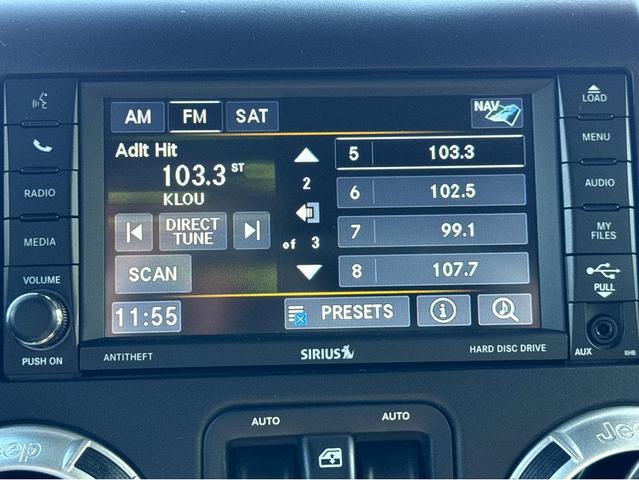 LOAD
AM FM SAT NAV
MENU
Adlt Hit
103.3 ST
KLOU
5 103.3
2
6 102.5
of 3
7 99.1
8 107.7
DIRECT
TUNE
SCAN
11:55
PRESETS
RADIO
MEDIA
VOLUME
PUSH ON
AUDIO
MY
FILES
PULL
AUX
RHB
ANTITHEFT
SIRIUS
HARD DISC DRIVE
AUTO
AUTO
Jeep
Jeep